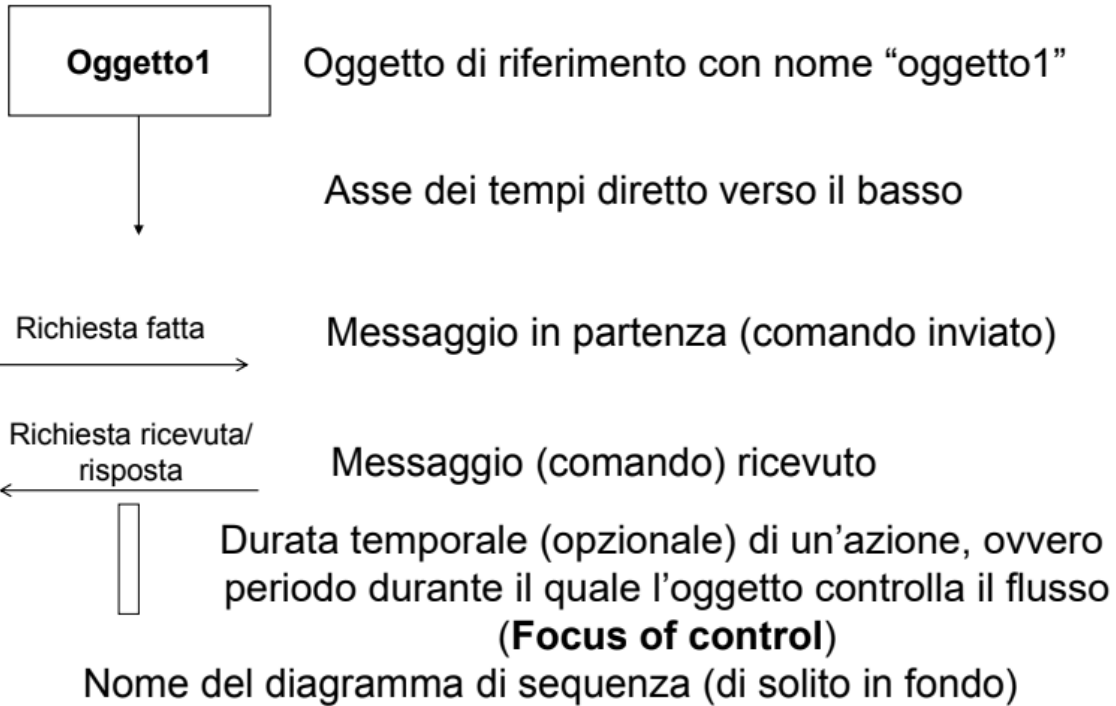 Oggetto1
Oggetto di riferimento con nome “oggetto1”
Asse dei tempi diretto verso il basso
Richiesta fatta
Messaggio in partenza (comando inviato)
Richiesta ricevuta/
risposta
Messaggio (comando) ricevuto
Durata temporale (opzionale) di un’azione, ovvero
periodo durante il quale l’oggetto controlla il flusso
(Focus of control)
Nome del diagramma di sequenza (di solito in fondo)